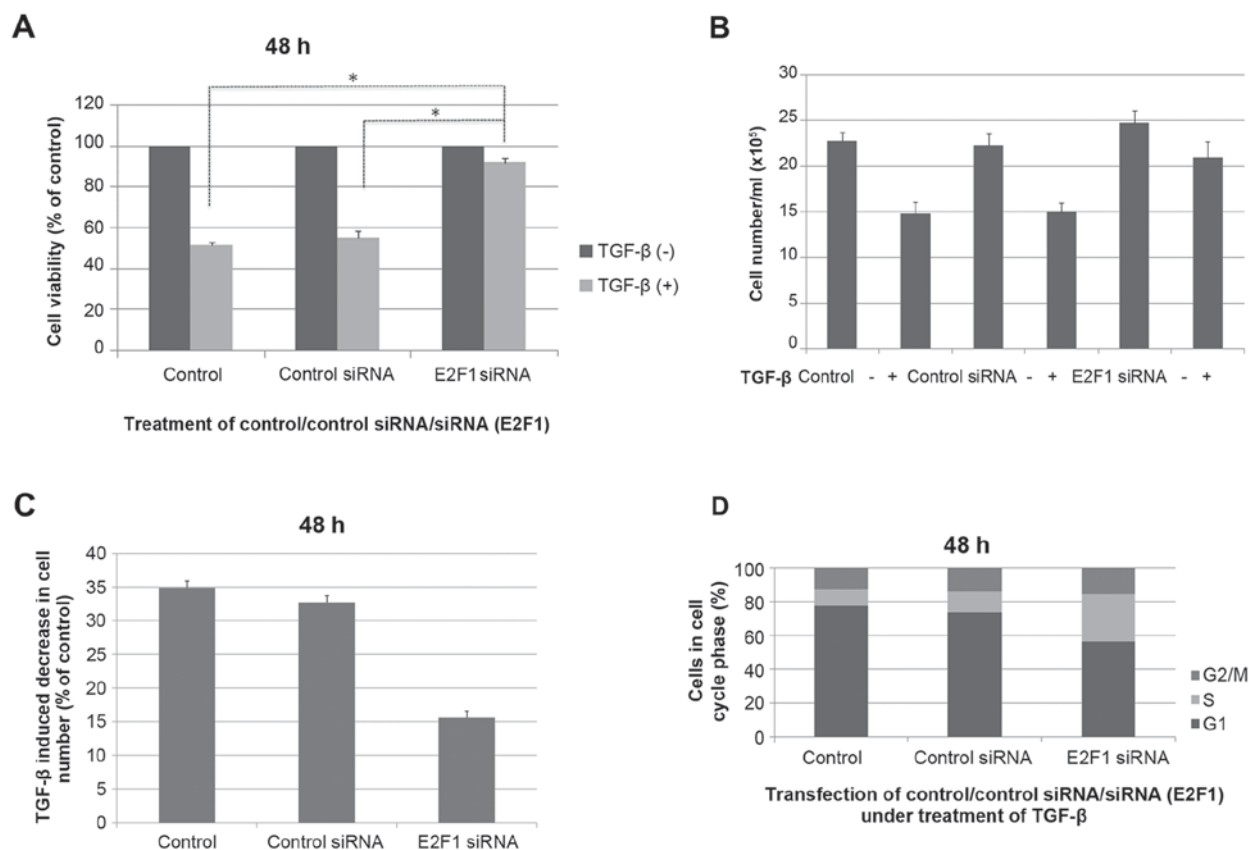 A
48 h
*
*
Cell viability (% of control)
120
100
80
60
40
20
0
Control Control siRNA E2F1 siRNA
TGF-β (-)
TGF-β (+)
Treatment of control/control siRNA/siRNA (E2F1)
B
Cell number/ml (x10⁵)
30
25
20
15
10
5
0
TGF-β Control - + Control siRNA - + E2F1 siRNA - +
C
48 h
TGF-β induced decrease in cell
number (% of control)
40
35
30
25
20
15
10
5
0
Control Control siRNA E2F1 siRNA
D
48 h
Cells in cell
cycle phase (%)
100
80
60
40
20
0
Control Control siRNA E2F1 siRNA
G2/M
S
G1
Transfection of control/control siRNA/siRNA (E2F1)
under treatment of TGF-β